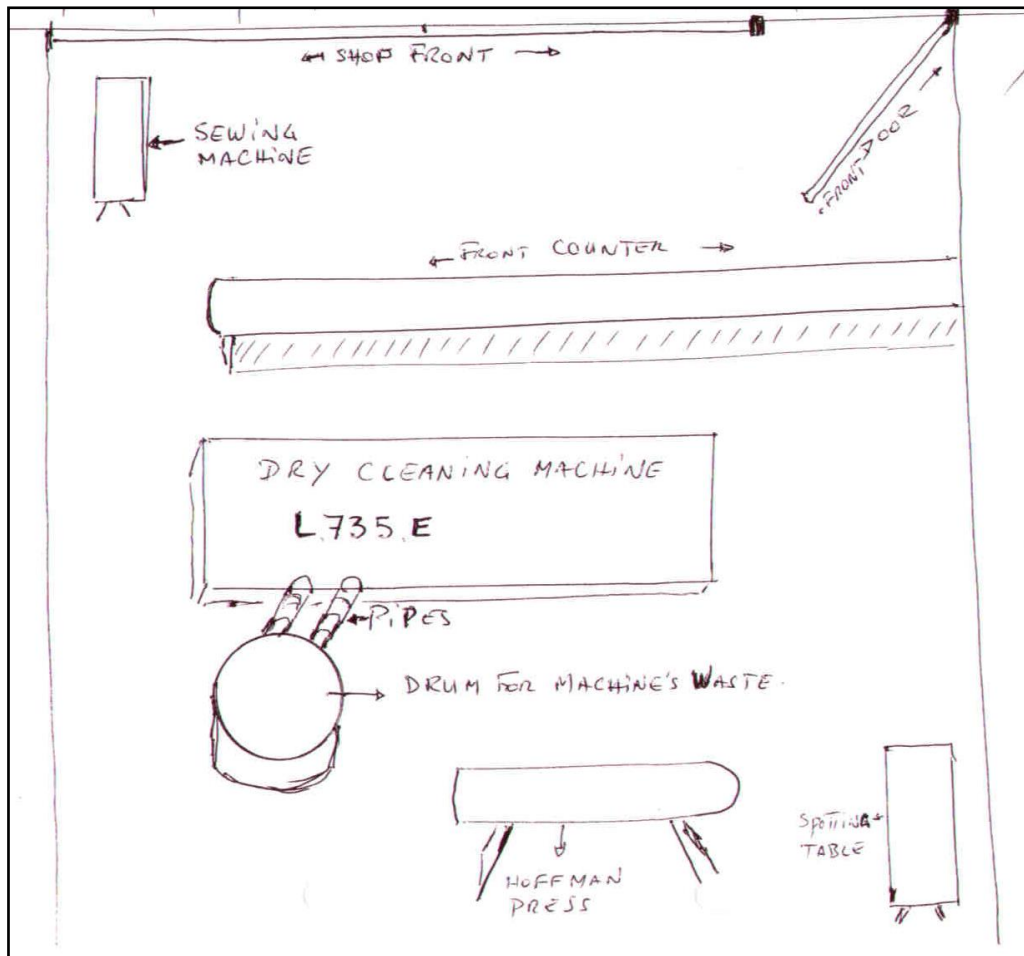 SHOP FRONT
SEWING
MACHINE
FRONT DOOR
FRONT COUNTER
DRY CLEANING MACHINE
L.735.E
PIPES
DRUM FOR MACHINE'S WASTE.
SPOTTING
TABLE
HOFFMAN
PRESS